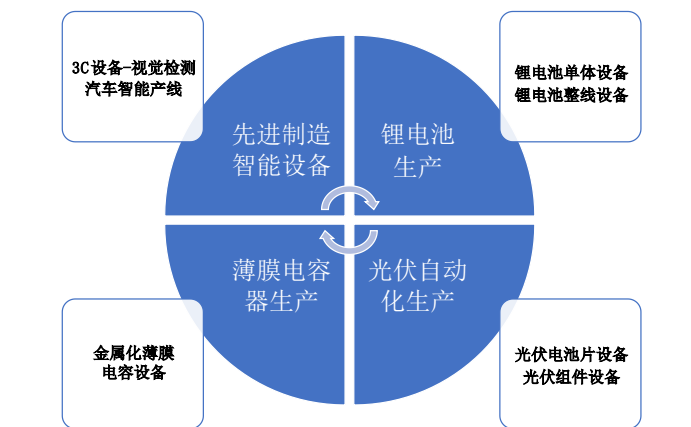 3C设备-视觉检测
汽车智能产线
先进制造
智能设备
锂电池
生产
锂电池单体设备
锂电池整线设备
薄膜电容
器生产
金属化薄膜
电容设备
光伏自动
化生产
光伏电池片设备
光伏组件设备